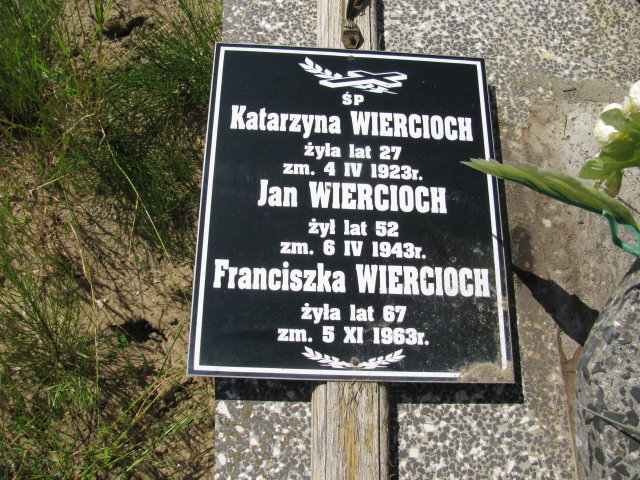 ŚP
Katarzyna WIERCIOCH
żyła lat 27
zm. 4 IV 1923r.
Jan WIERCIOCH
żył lat 52
zm. 6 IV 1943r.
Franciszka WIERCIOCH
żyła lat 67
zm. 5 XI 1963r.